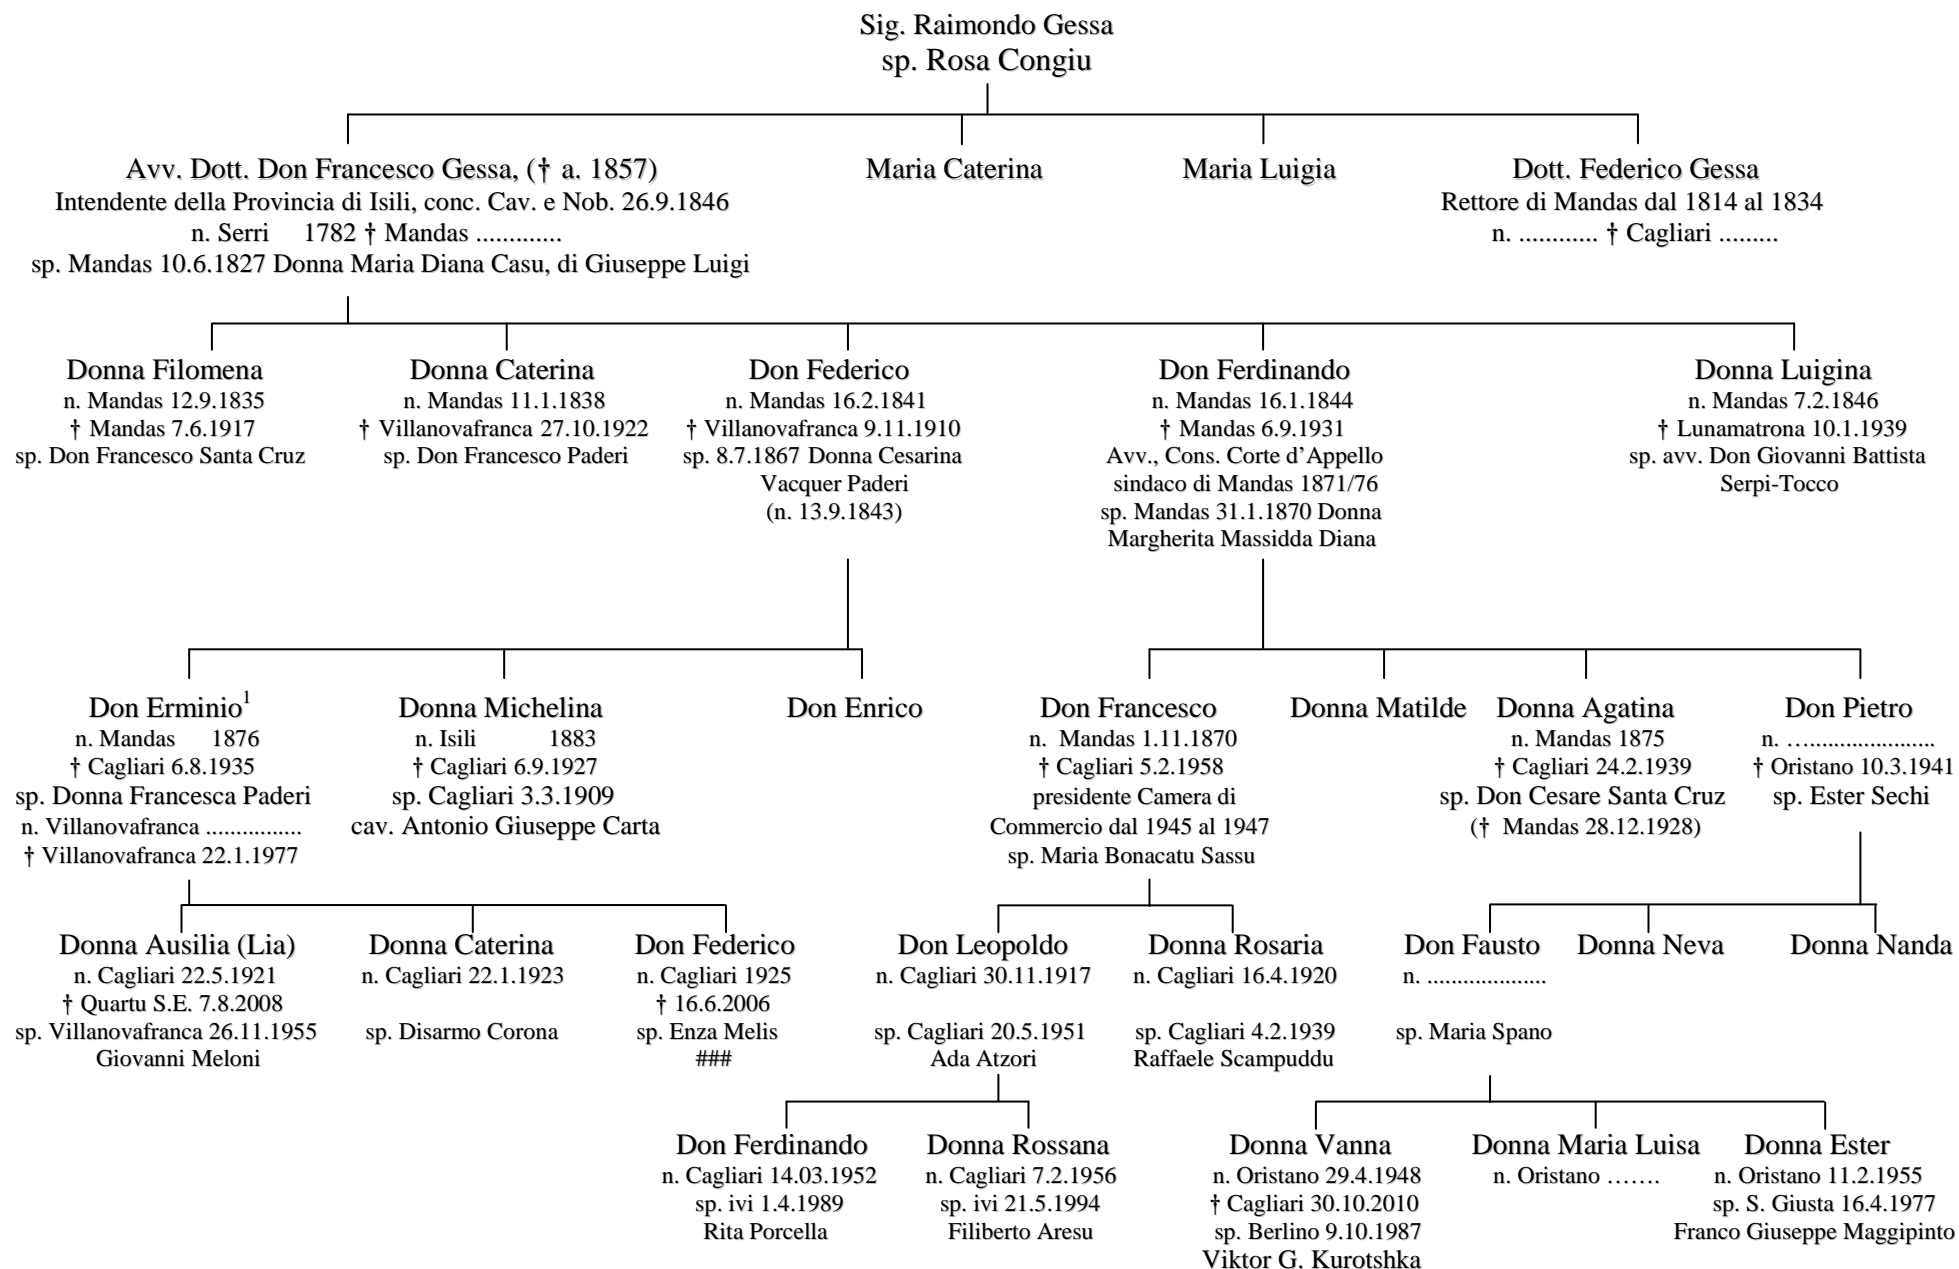 Sig. Raimondo Gessa
sp. Rosa Congiu
Avv. Dott. Don Francesco Gessa, († a. 1857)
Intendente della Provincia di Isili, conc. Cav. e Nob. 26.9.1846
n. Serri 1782 † Mandas .............
sp. Mandas 10.6.1827 Donna Maria Diana Casu, di Giuseppe Luigi
Maria Caterina
Maria Luigia
Dott. Federico Gessa
Rettore di Mandas dal 1814 al 1834
n. ............ † Cagliari .........
Donna Filomena
n. Mandas 12.9.1835
† Mandas 7.6.1917
sp. Don Francesco Santa Cruz
Donna Caterina
n. Mandas 11.1.1838
† Villanovafranca 27.10.1922
sp. Don Francesco Paderi
Don Federico
n. Mandas 16.2.1841
† Villanovafranca 9.11.1910
sp. 8.7.1867 Donna Cesarina
Vacquer Paderi
(n. 13.9.1843)
Don Ferdinando
n. Mandas 16.1.1844
† Mandas 6.9.1931
Avv., Cons. Corte d’Appello
sindaco di Mandas 1871/76
sp. Mandas 31.1.1870 Donna
Margherita Massidda Diana
Donna Luigina
n. Mandas 7.2.1846
† Lunamatrona 10.1.1939
sp. avv. Don Giovanni Battista
Serpi-Tocco
Don Erminio1
n. Mandas 1876
† Cagliari 6.8.1935
sp. Donna Francesca Paderi
n. Villanovafranca ................
† Villanovafranca 22.1.1977
Donna Michelina
n. Isili 1883
† Cagliari 6.9.1927
sp. Cagliari 3.3.1909
cav. Antonio Giuseppe Carta
Don Enrico
Don Francesco
n. Mandas 1.11.1870
† Cagliari 5.2.1958
presidente Camera di
Commercio dal 1945 al 1947
sp. Maria Bonacatu Sassu
Donna Matilde
Donna Agatina
n. Mandas 1875
† Cagliari 24.2.1939
sp. Don Cesare Santa Cruz
(† Mandas 28.12.1928)
Don Pietro
n. ….....................
† Oristano 10.3.1941
sp. Ester Sechi
Donna Ausilia (Lia)
n. Cagliari 22.5.1921
† Quartu S.E. 7.8.2008
sp. Villanovafranca 26.11.1955
Giovanni Meloni
Donna Caterina
n. Cagliari 22.1.1923
sp. Disarmo Corona
Don Federico
n. Cagliari 1925
† 16.6.2006
sp. Enza Melis
###
Don Leopoldo
n. Cagliari 30.11.1917
sp. Cagliari 20.5.1951
Ada Atzori
Donna Rosaria
n. Cagliari 16.4.1920
sp. Cagliari 4.2.1939
Raffaele Scampuddu
Don Fausto
n. ....................
sp. Maria Spano
Donna Neva
Donna Nanda
Don Ferdinando
n. Cagliari 14.03.1952
sp. ivi 1.4.1989
Rita Porcella
Donna Rossana
n. Cagliari 7.2.1956
sp. ivi 21.5.1994
Filiberto Aresu
Donna Vanna
n. Oristano 29.4.1948
† Cagliari 30.10.2010
sp. Berlino 9.10.1987
Viktor G. Kurotshka
Donna Maria Luisa
n. Oristano …….
Donna Ester
n. Oristano 11.2.1955
sp. S. Giusta 16.4.1977
Franco Giuseppe Maggipinto